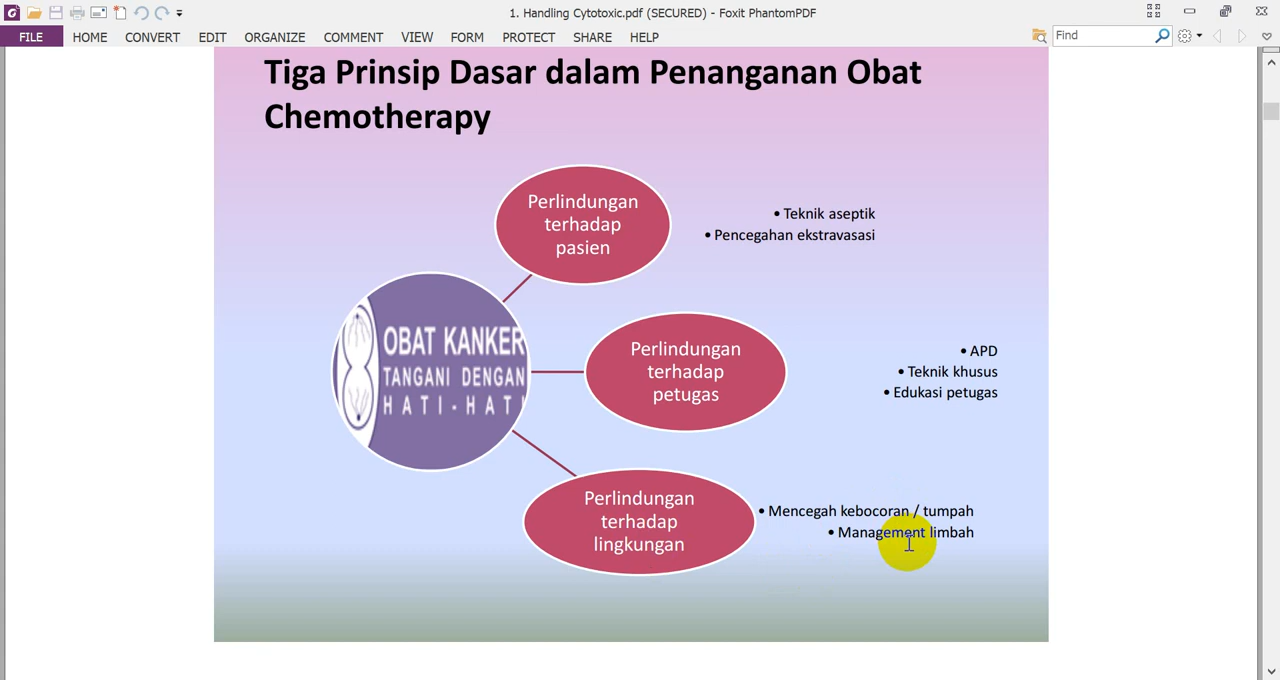 1. Handling Cytotoxic.pdf (SECURED) - Foxit PhantomPDF
FILE HOME CONVERT EDIT ORGANIZE COMMENT VIEW FORM PROTECT SHARE HELP Find
Tiga Prinsip Dasar dalam Penanganan Obat
Chemotherapy
Perlindungan
terhadap
pasien
• Teknik aseptik
• Pencegahan ekstravasasi
OBAT KANKER
TANGANI DENGAN
HATI-HATI
Perlindungan
terhadap
petugas
• APD
• Teknik khusus
• Edukasi petugas
Perlindungan
terhadap
lingkungan
• Mencegah kebocoran / tumpah
• Management limbah